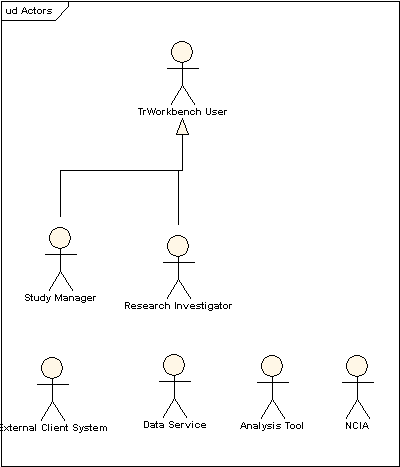 ud Actors
TrWorkbench User
Study Manager
Research Investigator
External Client System
Data Service
Analysis Tool
NCIA